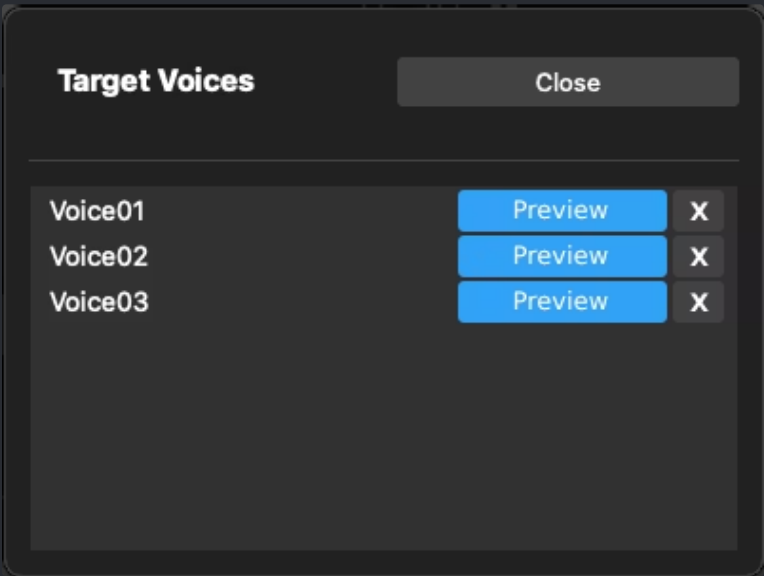 Target Voices
Close
Voice01 Preview X
Voice02 Preview X
Voice03 Preview X